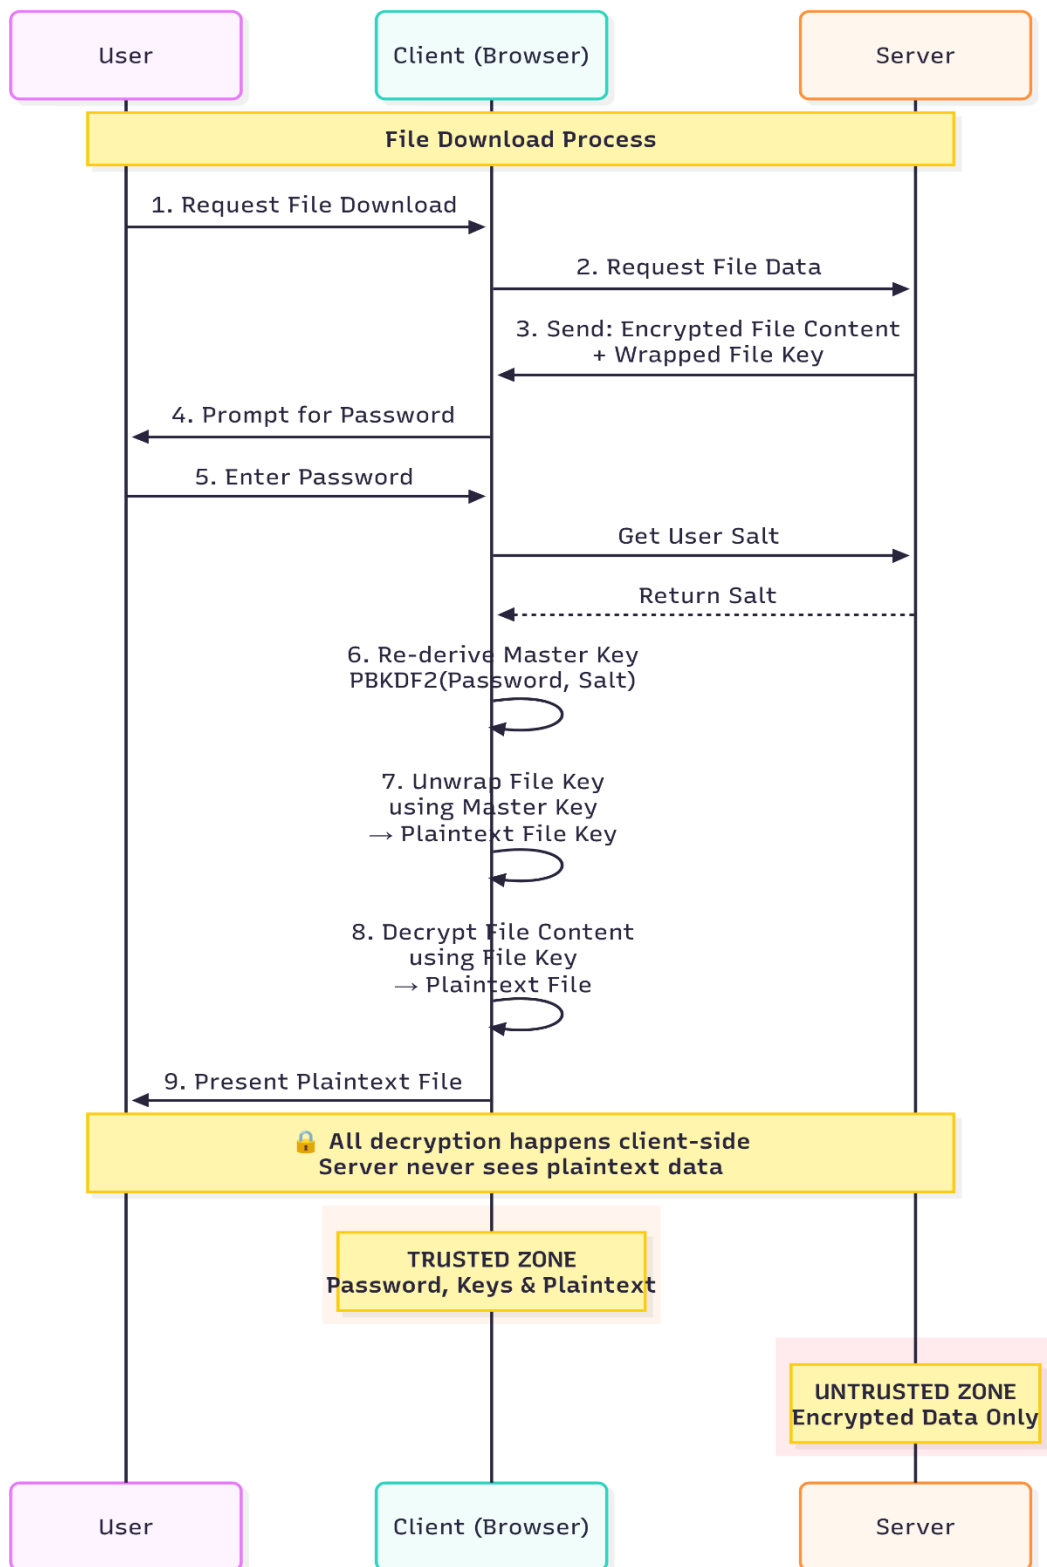 User
Client (Browser)
Server
File Download Process
1. Request File Download
2. Request File Data
3. Send: Encrypted File Content
+ Wrapped File Key
4. Prompt for Password
5. Enter Password
Get User Salt
Return Salt
6. Re-derive Master Key
PBKDF2(Password, Salt)
7. Unwrap File Key
using Master Key
→ Plaintext File Key
8. Decrypt File Content
using File Key
→ Plaintext File
9. Present Plaintext File
🔒 All decryption happens client-side
Server never sees plaintext data
TRUSTED ZONE
Password, Keys & Plaintext
UNTRUSTED ZONE
Encrypted Data Only
User
Client (Browser)
Server